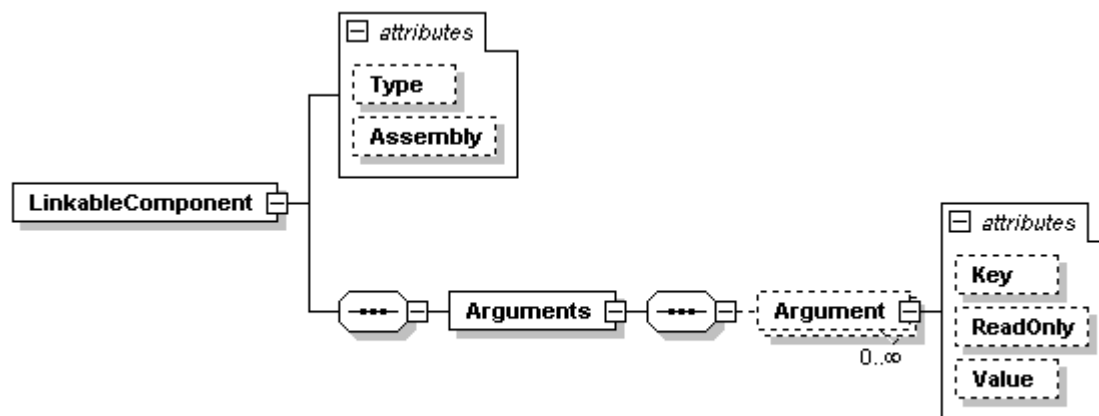 attributes
Type
Assembly
LinkableComponent
attributes
Key
Arguments
Argument
ReadOnly
0..∞
Value